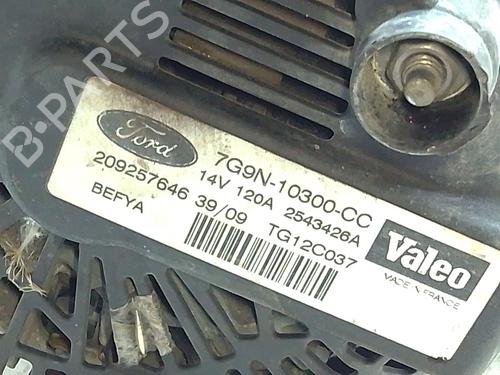 B-PARTS
Ford
7G9N-10300-CC
14V 120A 2543426A
209257646 39/09 TG12C037
BEFYA
Valeo
MADE IN FRANCE